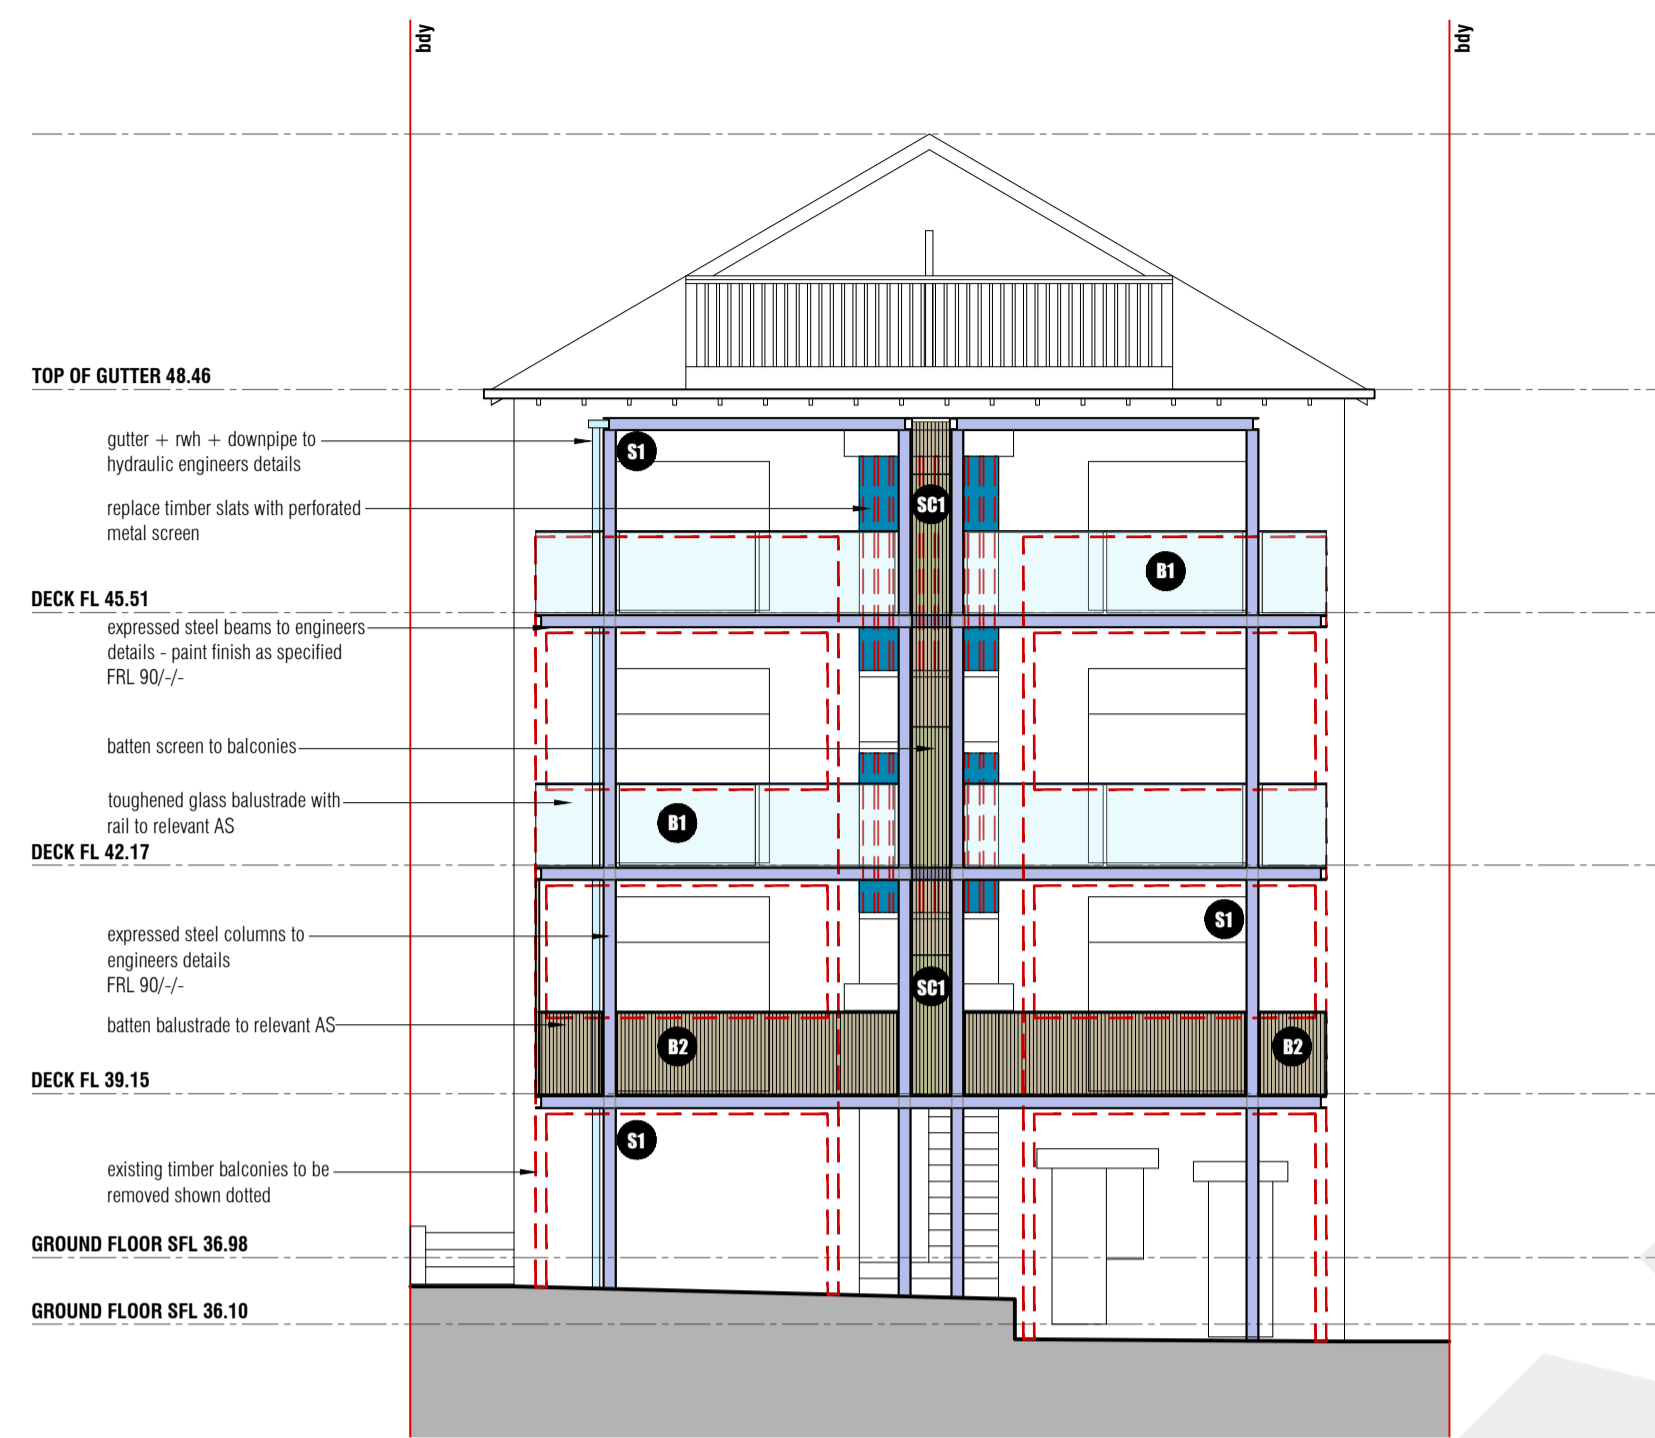 bdy
bdy
TOP OF GUTTER 48.46
gutter + rwh + downpipe to
hydraulic engineers details
S1
replace timber slats with perforated
metal screen
SC1
B1
DECK FL 45.51
expressed steel beams to engineers
details - paint finish as specified
FRL 90/-/-
batten screen to balconies
toughened glass balustrade with
rail to relevant AS
B1
DECK FL 42.17
S1
expressed steel columns to
engineers details
FRL 90/-/-
SC1
batten balustrade to relevant AS
B2
B2
DECK FL 39.15
S1
existing timber balconies to be
removed shown dotted
GROUND FLOOR SFL 36.98
GROUND FLOOR SFL 36.10